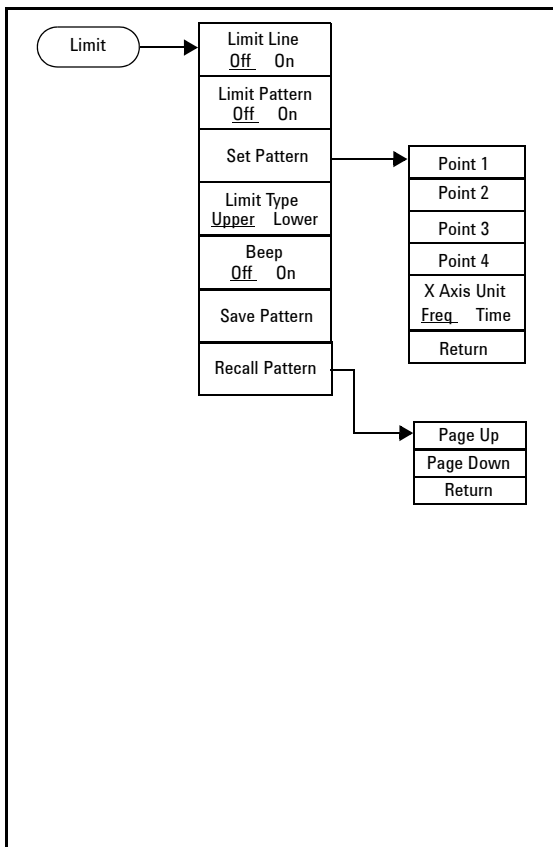 Limit
Limit Line
Off On
Limit Pattern
Off On
Set Pattern
Limit Type
Upper Lower
Beep
Off On
Save Pattern
Recall Pattern
Point 1
Point 2
Point 3
Point 4
X Axis Unit
Freq Time
Return
Page Up
Page Down
Return